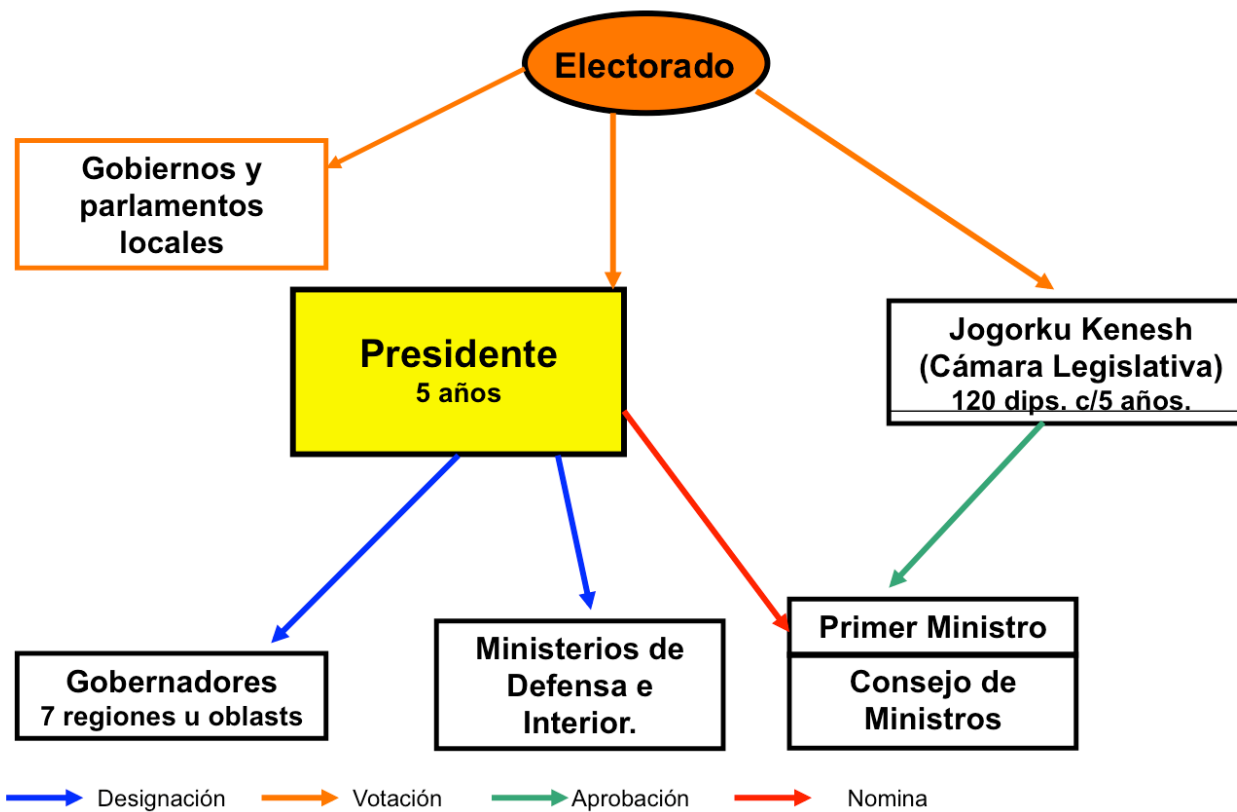 Electorado
Gobiernos y
parlamentos
locales
Presidente
5 años
Jogorku Kenesh
(Cámara Legislativa)
120 dips. c/5 años.
Gobernadores
7 regiones u oblasts
Ministerios de
Defensa e
Interior.
Primer Ministro
Consejo de
Ministros
Designación
Votación
Aprobación
Nomina